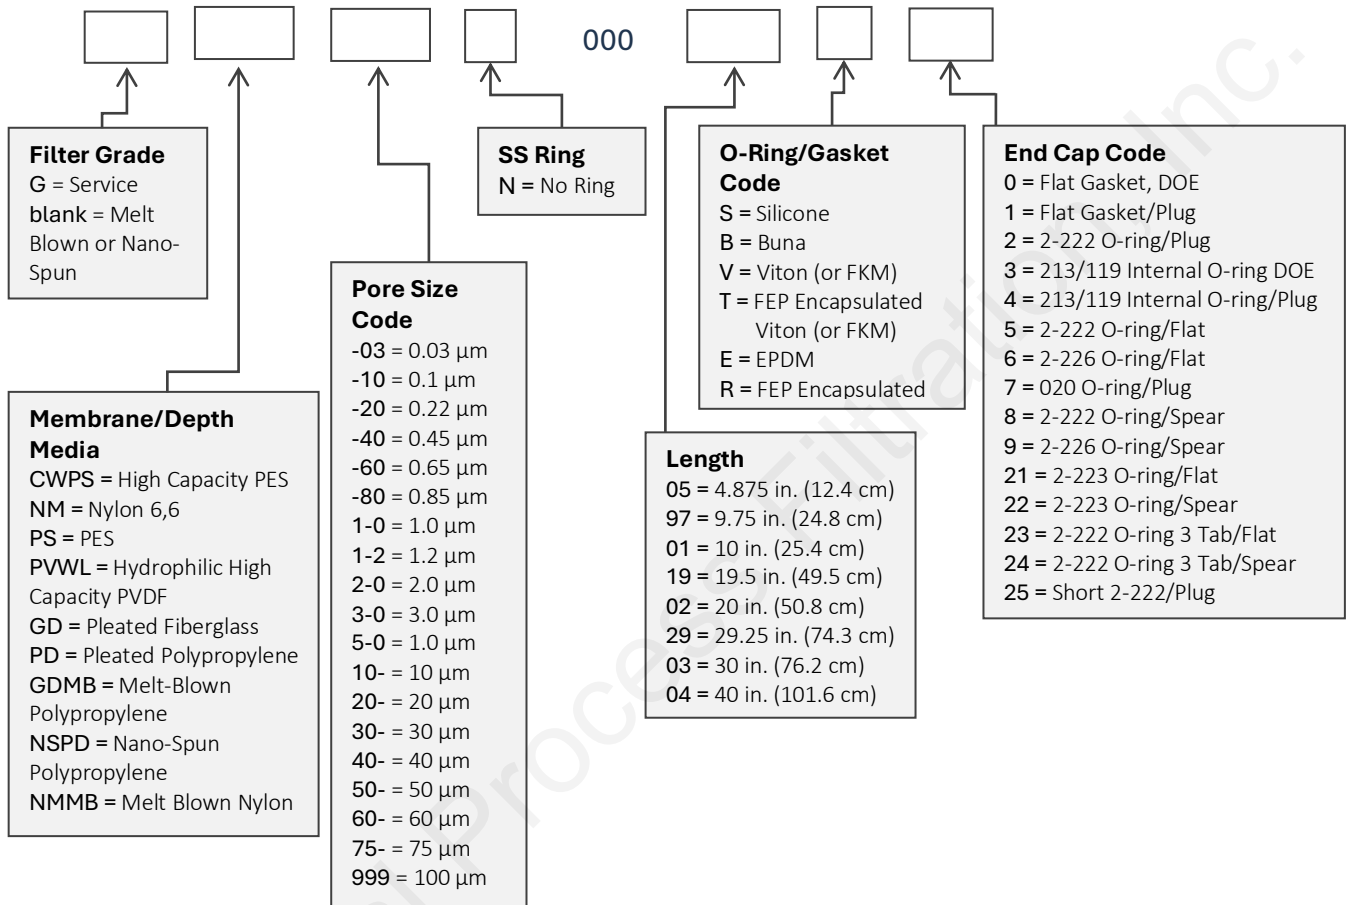 000
Filter Grade
G = Service
blank = Melt
Blown or Nano-
Spun
Membrane/Depth
Media
CWPS = High Capacity PES
NM = Nylon 6,6
PS = PES
PVWL = Hydrophilic High
Capacity PVDF
GD = Pleated Fiberglass
PD = Pleated Polypropylene
GDMB = Melt-Blown
Polypropylene
NSPD = Nano-Spun
Polypropylene
NMMB = Melt Blown Nylon
Pore Size
Code
-03 = 0.03 µm
-10 = 0.1 µm
-20 = 0.22 µm
-40 = 0.45 µm
-60 = 0.65 µm
-80 = 0.85 µm
1-0 = 1.0 µm
1-2 = 1.2 µm
2-0 = 2.0 µm
3-0 = 3.0 µm
5-0 = 1.0 µm
10- = 10 µm
20- = 20 µm
30- = 30 µm
40- = 40 µm
50- = 50 µm
60- = 60 µm
75- = 75 µm
999 = 100 µm
SS Ring
N = No Ring
Length
05 = 4.875 in. (12.4 cm)
97 = 9.75 in. (24.8 cm)
01 = 10 in. (25.4 cm)
19 = 19.5 in. (49.5 cm)
02 = 20 in. (50.8 cm)
29 = 29.25 in. (74.3 cm)
03 = 30 in. (76.2 cm)
04 = 40 in. (101.6 cm)
O-Ring/Gasket
Code
S = Silicone
B = Buna
V = Viton (or FKM)
T = FEP Encapsulated
Viton (or FKM)
E = EPDM
R = FEP Encapsulated
End Cap Code
0 = Flat Gasket, DOE
1 = Flat Gasket/Plug
2 = 2-222 O-ring/Plug
3 = 213/119 Internal O-ring DOE
4 = 213/119 Internal O-ring/Plug
5 = 2-222 O-ring/Flat
6 = 2-226 O-ring/Flat
7 = 020 O-ring/Plug
8 = 2-222 O-ring/Spear
9 = 2-226 O-ring/Spear
21 = 2-223 O-ring/Flat
22 = 2-223 O-ring/Spear
23 = 2-222 O-ring 3 Tab/Flat
24 = 2-222 O-ring 3 Tab/Spear
25 = Short 2-222/Plug
Process Filtration, Inc.